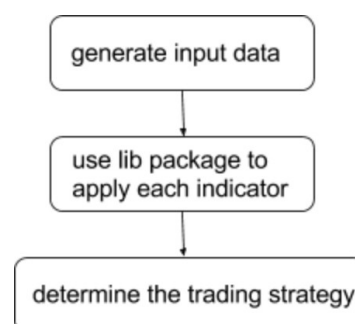 generate input data
use lib package to
apply each indicator
determine the trading strategy